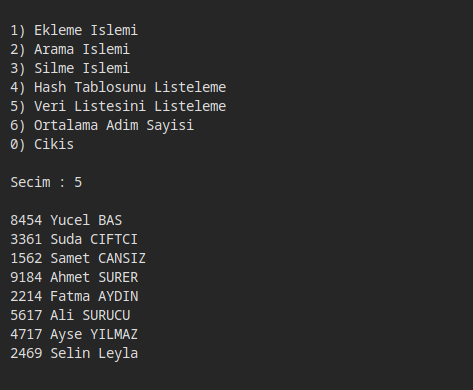 1) Ekleme Islemi
2) Arama Islemi
3) Silme Islemi
4) Hash Tablosunu Listeleme
5) Veri Listesini Listeleme
6) Ortalama Adim Sayisi
0) Cikis
Secim : 5
8454 Yucel BAS
3361 Suda CIFTCI
1562 Samet CANSIZ
9184 Ahmet SURER
2214 Fatma AYDIN
5617 Ali SURUCU
4717 Ayse YILMAZ
2469 Selin Leyla